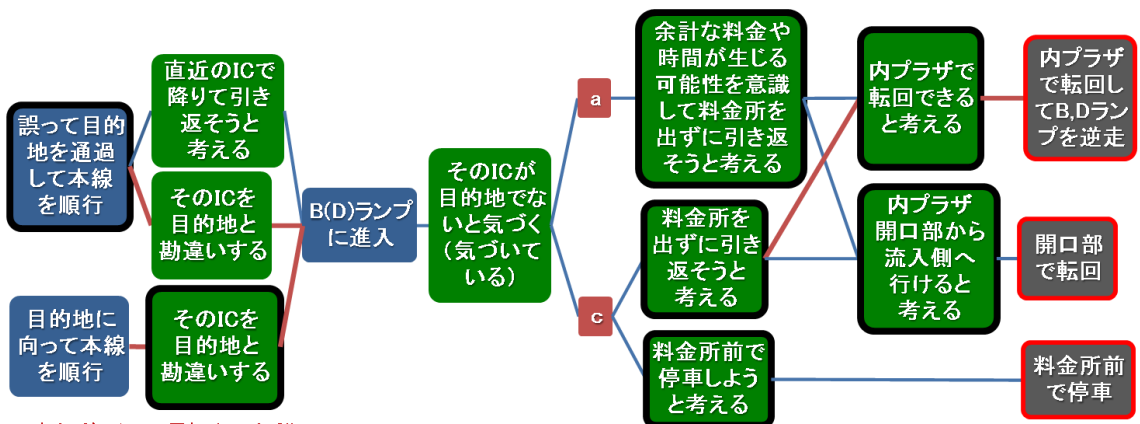 誤って目的
地を通過
して本線
を順行
直近のICで
降りて引き
返そうと
考える
そのICを
目的地と
勘違いする
目的地に
向って本線
を順行
そのICを
目的地と
勘違いする
B(D)ランプ
に進入
そのICが
目的地でな
いと気づく
(気づいて
いる)
a
c
余計な料金や
時間が生じる
可能性を意識
して料金所を
出ずに引き返
そうと考える
料金所を
出ずに引き
返そうと
考える
料金所前で
停車しよう
と考える
内プラザで
転回できる
と考える
内プラザ
開口部から
流入側へ
行けると
考える
内プラザ
で転回し
てB,Dラン
プを逆走
開口部
で転回
料金所前
で停車